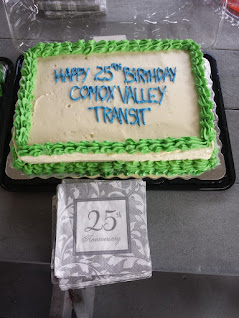 HAPPY 25TH BIRTHDAY
COMOX VALLEY
TRANSIT
25th
Anniversary